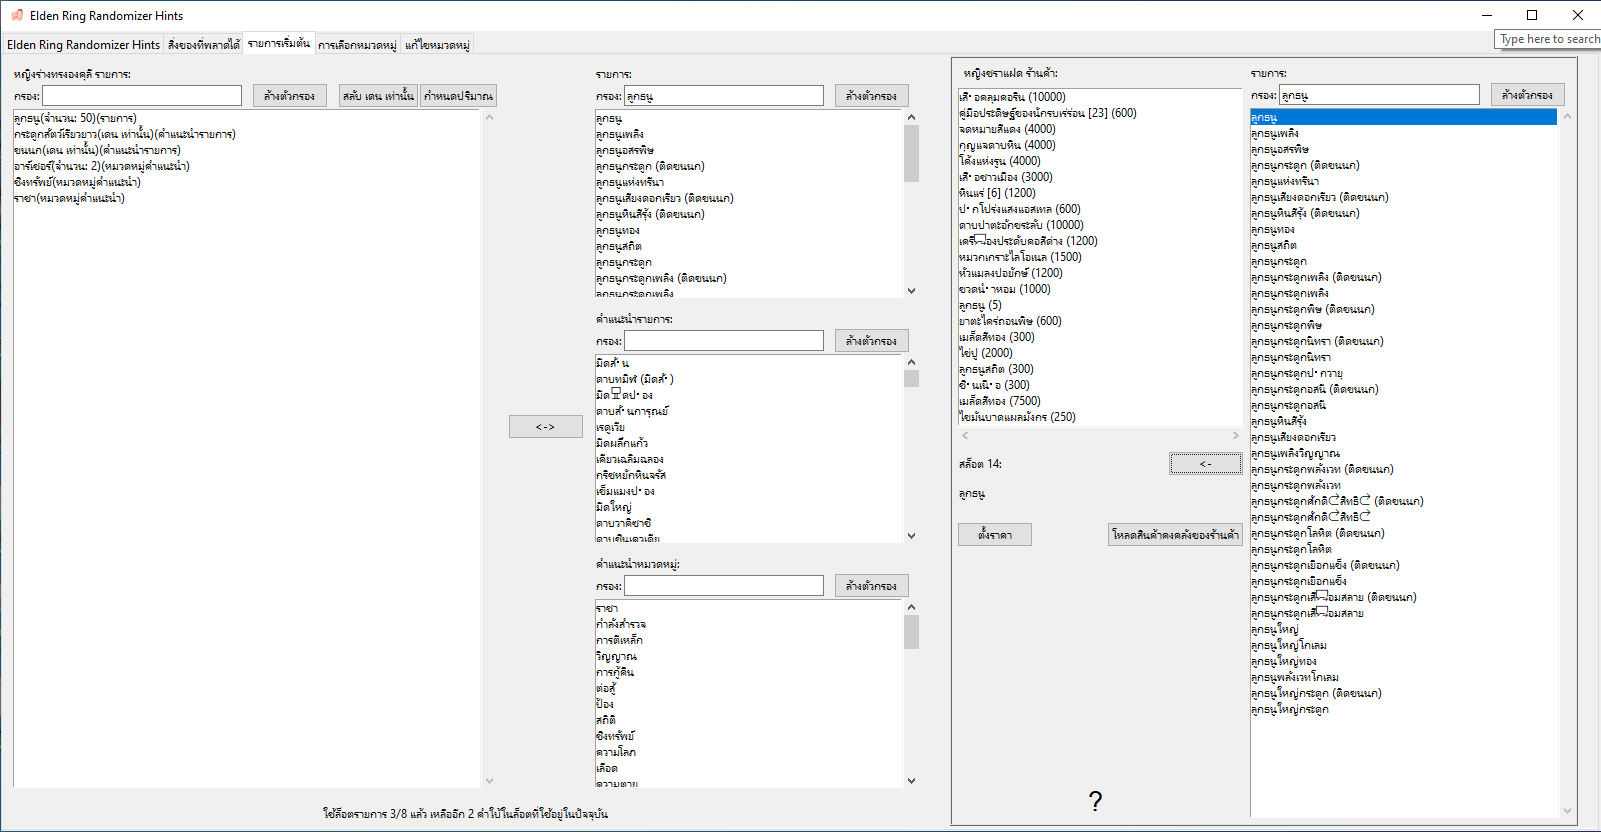 Elden Ring Randomizer Hints
Type here to search
Elden Ring Randomizer Hints
สิ่งของที่พลาดได้
รายการเริ่มต้น
การเลือกหมวดหมู่
แก้ไขหมวดหมู่
หญิงร่างทรงองคุลี รายการ:
กรอง:
ล้างตัวกรอง
สลับ เดน เท่านั้น
กำหนดปริมาณ
ลูกธนู(จำนวน: 50)(รายการ)
กระดูกสัตว์เรียวยาว(เดน เท่านั้น)(คำแนะนำรายการ)
ขนนก(เดน เท่านั้น)(คำแนะนำรายการ)
อาร์เชอร์(จำนวน: 2)(หมวดหมู่คำแนะนำ)
ชิงทรัพย์(หมวดหมู่คำแนะนำ)
ราชา(หมวดหมู่คำแนะนำ)
<->
รายการ:
กรอง: ลูกธนู
ล้างตัวกรอง
ลูกธนู
ลูกธนูเพลิง
ลูกธนูอสรพิษ
ลูกธนูกระดูก (ติดขนนก)
ลูกธนูแห่งทรีนา
ลูกธนูเสียงดอกเรียว (ติดขนนก)
ลูกธนูหินสีรุ้ง (ติดขนนก)
ลูกธนูทอง
ลูกธนูสถิต
ลูกธนูกระดูก
ลูกธนูกระดูกเพลิง (ติดขนนก)
ลูกธนูกระดูกเพลิง
คำแนะนำรายการ:
กรอง:
ล้างตัวกรอง
มีดสั้น
ดาบทมิฬ (มีดสั้)
ดาบสั้นการุณย์
เรดูเวีย
มีดผลึกแก้ว
เคียวเฉลิมฉลอง
กริชหยักหินจรัส
เข็มแมงป่อง
มีดใหญ่
ดาบวากิซาชิ
ดาบชินเควเดีย
คำแนะนำหมวดหมู่:
กรอง:
ล้างตัวกรอง
ราชา
กำลังสำรวจ
การตีเหล็ก
วิญญาณ
การกู้คืน
ต่อสู้
ป้อง
สถิติ
ชิงทรัพย์
ความโลภ
เลือด
ความตาย
ใช้ล็อตรายการ 3/8 แล้ว เหลืออีก 2 คำใบ้ในล็อตที่ใช้อยู่ในปัจจุบัน
หญิงชราแฝด ร้านค้า:
เสื้อคลุมคอริน (10000)
คู่มือประดิษฐ์ของนักรบเร่ร่อน [23] (600)
จดหมายสีแดง (4000)
กุญแจดาบหิน (4000)
โค้งแห่งรูน (4000)
เสื้อชาวเมือง (3000)
หินแร่ [6] (1200)
ป่ กโปร่งแสงแอสเทล (600)
ดาบปาตะอักขระลับ (10000)
เครื่องประดับคอสีด่าง (1200)
หมวกเกราะไลโอเนล (1500)
หัวแมลงปอยักษ์ (1200)
ขวดน้ำหอม (1000)
ลูกธนู (5)
ยาตะไคร่ถอนพิษ (600)
เมล็ดสีทอง (300)
ไข่ปู (2000)
ลูกธนูสถิต (300)
ชิ้นเนื้อ (300)
เมล็ดสีทอง (7500)
ไขมันบาดแผลมังกร (250)
สล็อต 14:
<-
ลูกธนู
ตั้งราคา
โหลดสินค้าคงคลังของร้านค้า
?
รายการ:
กรอง: ลูกธนู
ล้างตัวกรอง
ลูกธนู
ลูกธนูเพลิง
ลูกธนูอสรพิษ
ลูกธนูกระดูก (ติดขนนก)
ลูกธนูแห่งทรีนา
ลูกธนูเสียงดอกเรียว (ติดขนนก)
ลูกธนูหินสีรุ้ง (ติดขนนก)
ลูกธนูทอง
ลูกธนูสถิต
ลูกธนูกระดูก
ลูกธนูกระดูกเพลิง (ติดขนนก)
ลูกธนูกระดูกเพลิง
ลูกธนูกระดูกพิษ (ติดขนนก)
ลูกธนูกระดูกพิษ
ลูกธนูกระดูกนิทรา (ติดขนนก)
ลูกธนูกระดูกนิทรา
ลูกธนูกระดูกป่ กวายุ
ลูกธนูกระดูกอสนี (ติดขนนก)
ลูกธนูกระดูกอสนี
ลูกธนูหินสีรุ้ง
ลูกธนูเสียงดอกเรียว
ลูกธนูเพลิงวิญญาณ
ลูกธนูกระดูกพลังเวท (ติดขนนก)
ลูกธนูกระดูกพลังเวท
ลูกธนูกระดูกศักดิ์สิทธิ์ (ติดขนนก)
ลูกธนูกระดูกศักดิ์สิทธิ์
ลูกธนูกระดูกโลหิต (ติดขนนก)
ลูกธนูกระดูกโลหิต
ลูกธนูกระดูกเยือกแข็ง (ติดขนนก)
ลูกธนูกระดูกเยือกแข็ง
ลูกธนูกระดูกเสื่อมสลาย (ติดขนนก)
ลูกธนูกระดูกเสื่อมสลาย
ลูกธนูใหญ่
ลูกธนูใหญ่โกเลม
ลูกธนูใหญ่ทอง
ลูกธนูพลังเวทโกเลม
ลูกธนูใหญ่กระดูก (ติดขนนก)
ลูกธนูใหญ่กระดูก